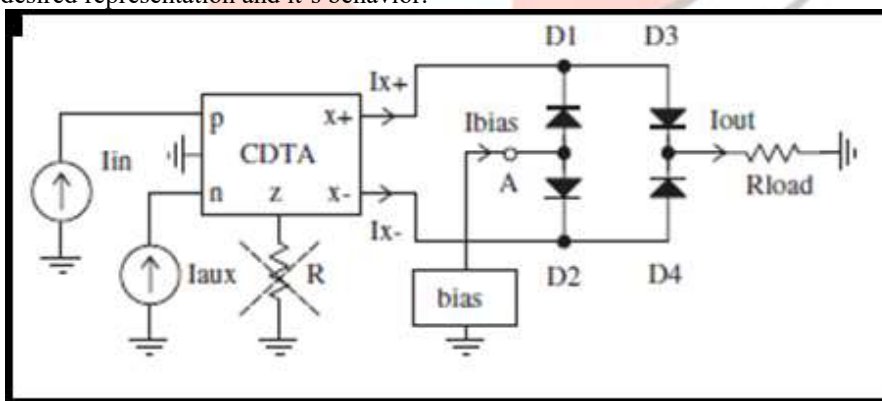 desired representation and it's behavior.
D1 D3
Ix+
p x+ Ibias Iout
Iin CDTA
n z x- A Rload
Ix-
Iaux R D2 D4
bias